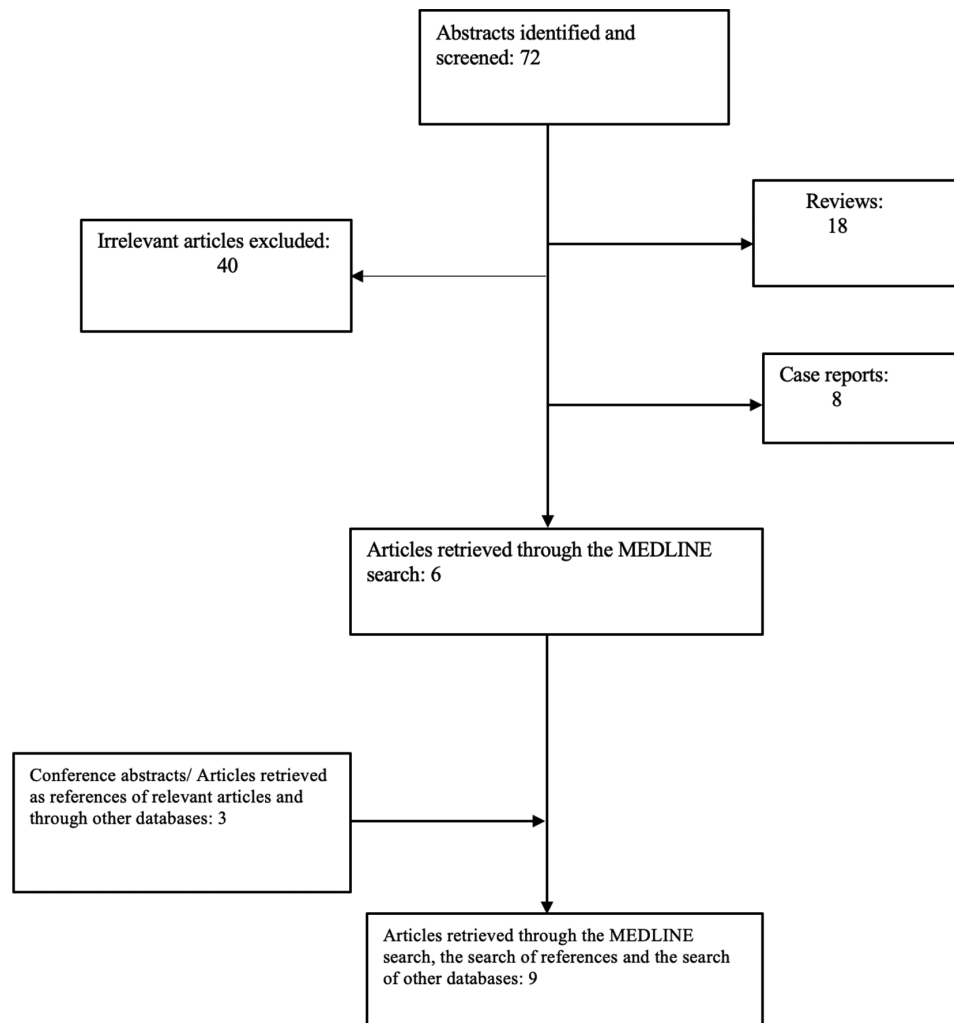 Abstracts identified and
screened: 72
Reviews:
18
Irrelevant articles excluded:
40
Case reports:
8
Articles retrieved through the MEDLINE
search: 6
Conference abstracts/ Articles retrieved
as references of relevant articles and
through other databases: 3
Articles retrieved through the MEDLINE
search, the search of references and the search
of other databases: 9